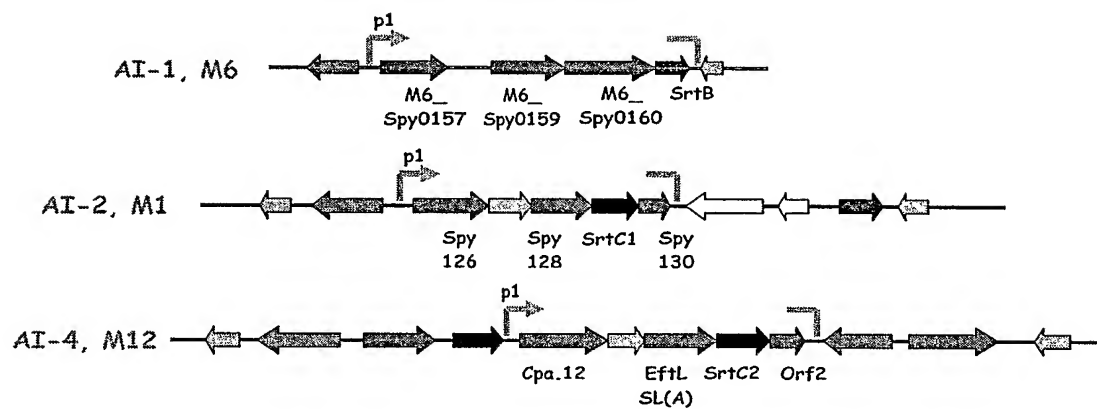 p1
AI-1, M6
M6_ M6_ M6_ SrtB
Spy0157 Spy0159 Spy0160
p1
AI-2, M1
Spy Spy SrtC1 Spy
126 128 130
p1
AI-4, M12
Cpa.12 EftL SrtC2 Orf2
SL(A)